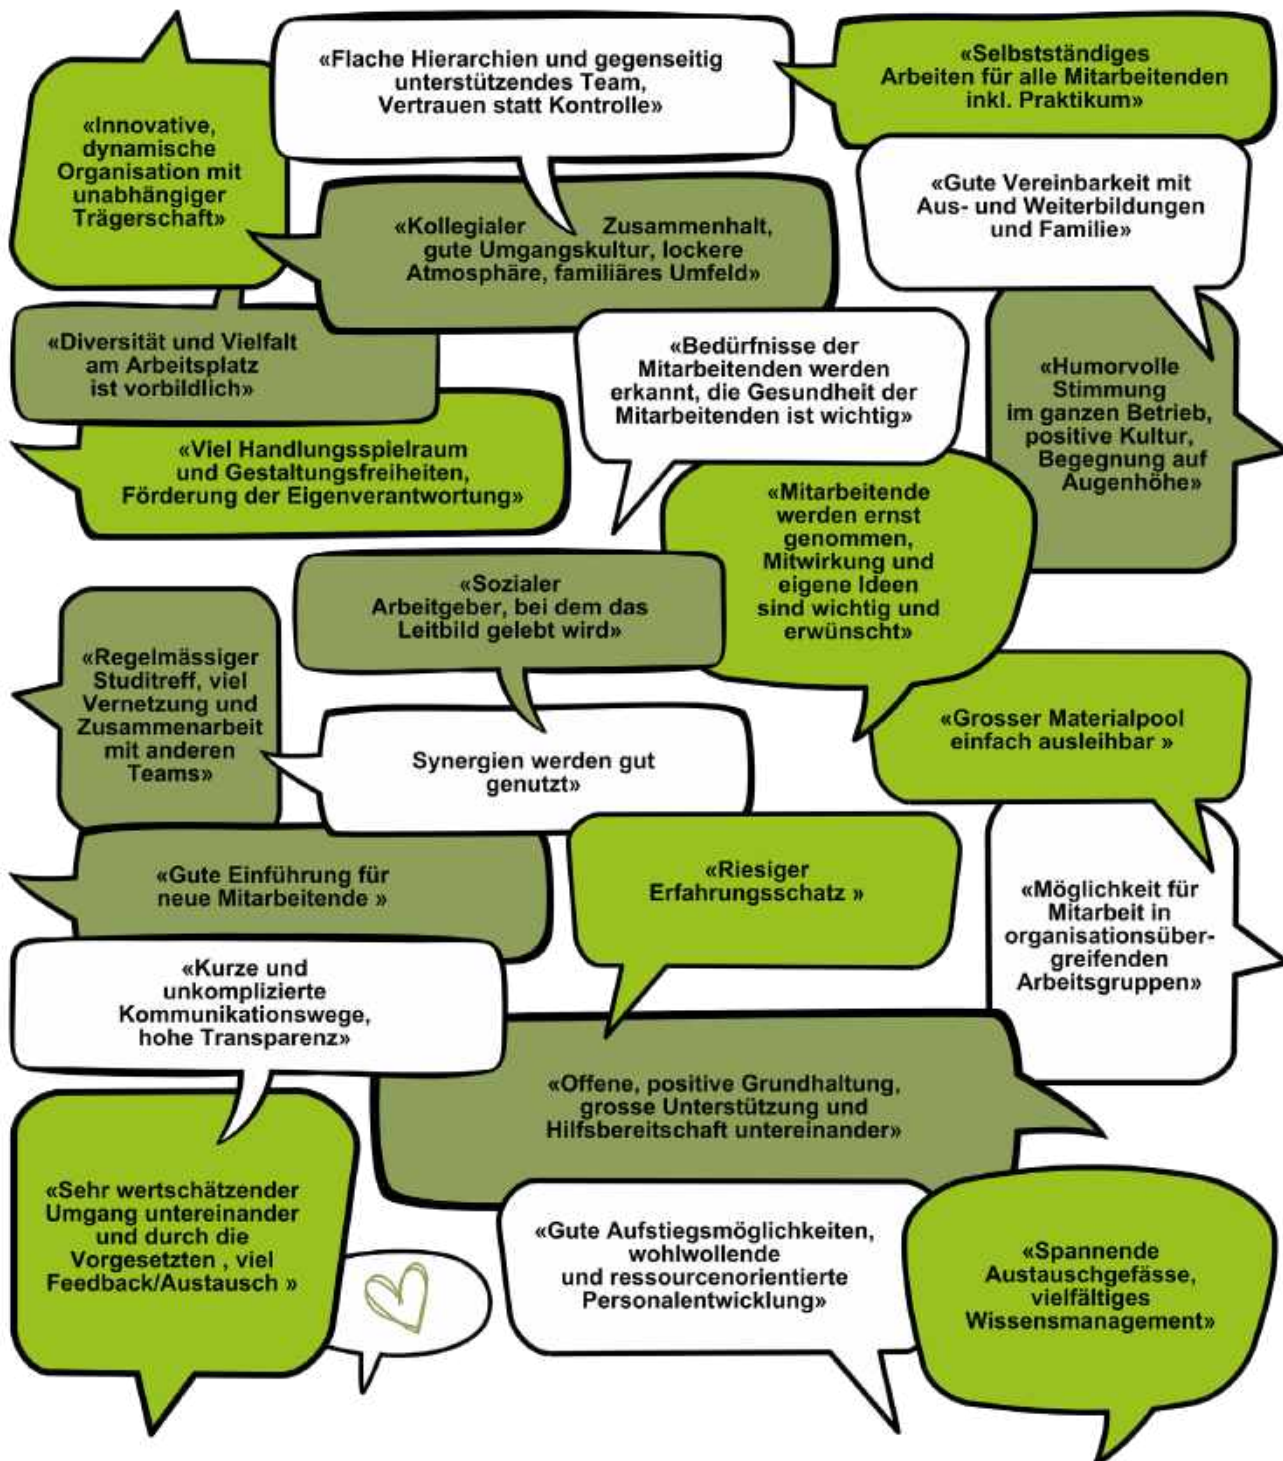 «Flache Hierarchien und gegenseitig
unterstützendes Team,
Vertrauen statt Kontrolle»
«Selbstständiges
Arbeiten für alle Mitarbeitenden
inkl. Praktikum»
«Innovative,
dynamische
Organisation mit
unabhängiger
Trägerschaft»
«Gute Vereinbarkeit mit
Aus- und Weiterbildungen
und Familie»
«Kollegialer Zusammenhalt,
gute Umgangskultur, lockere
Atmosphäre, familiäres Umfeld»
«Diversität und Vielfalt
am Arbeitsplatz
ist vorbildlich»
«Bedürfnisse der
Mitarbeitenden werden
erkannt, die Gesundheit der
Mitarbeitenden ist wichtig»
«Humorvolle
Stimmung
im ganzen Betrieb,
positive Kultur,
Begegnung auf
Augenhöhe»
«Viel Handlungsspielraum
und Gestaltungsfreiheiten,
Förderung der Eigenverantwortung»
«Mitarbeitende
werden ernst
genommen,
Mitwirkung und
eigene Ideen
sind wichtig und
erwünscht»
«Sozialer
Arbeitgeber, bei dem das
Leitbild gelebt wird»
«Regelmässiger
Studitreff, viel
Vernetzung und
Zusammenarbeit
mit anderen
Teams»
«Grosser Materialpool
einfach ausleihbar »
Synergien werden gut
genutzt»
«Gute Einführung für
neue Mitarbeitende »
«Riesiger
Erfahrungsschatz »
«Möglichkeit für
Mitarbeit in
organisationsüber-
greifenden
Arbeitsgruppen»
«Kurze und
unkomplizierte
Kommunikationswege,
hohe Transparenz»
«Offene, positive Grundhaltung,
grosse Unterstützung und
Hilfsbereitschaft untereinander»
«Sehr wertschätzender
Umgang untereinander
und durch die
Vorgesetzten , viel
Feedback/Austausch »
«Gute Aufstiegsmöglichkeiten,
wohlwollende
und ressourcenorientierte
Personalentwicklung»
«Spannende
Austauschgefässe,
vielfältiges
Wissensmanagement»